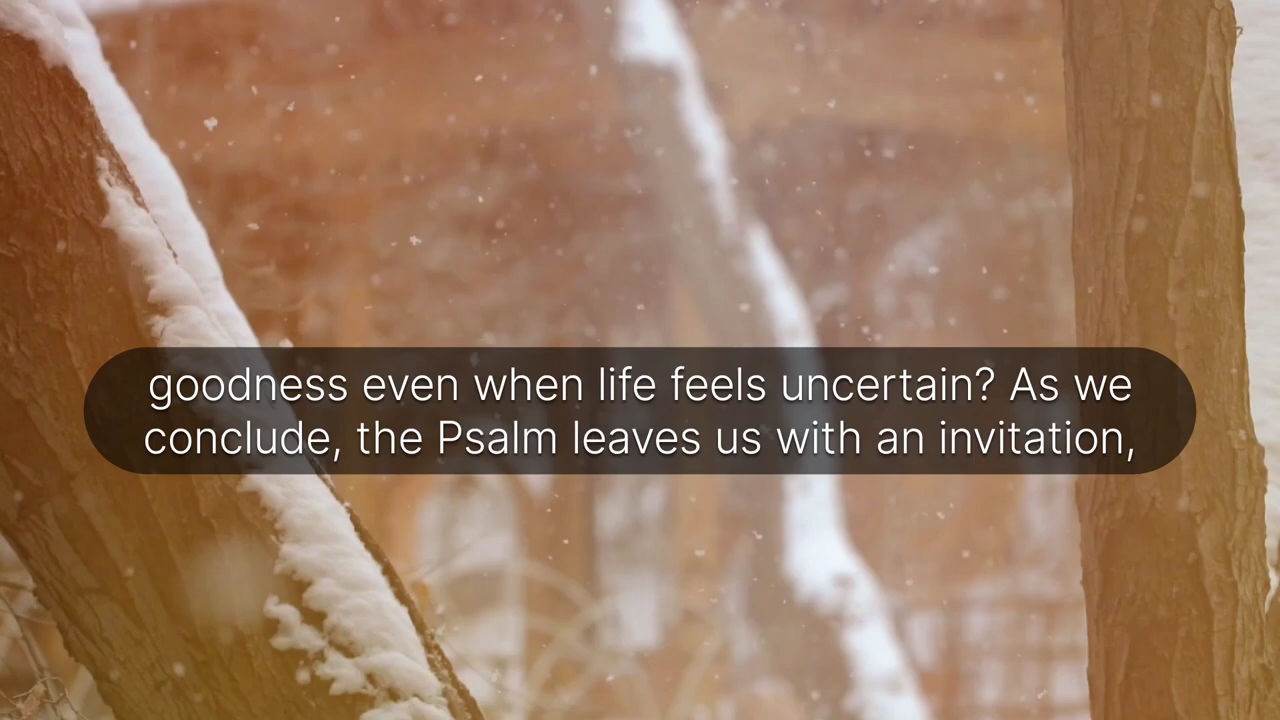 goodness even when life feels uncertain? As we
conclude, the Psalm leaves us with an invitation,